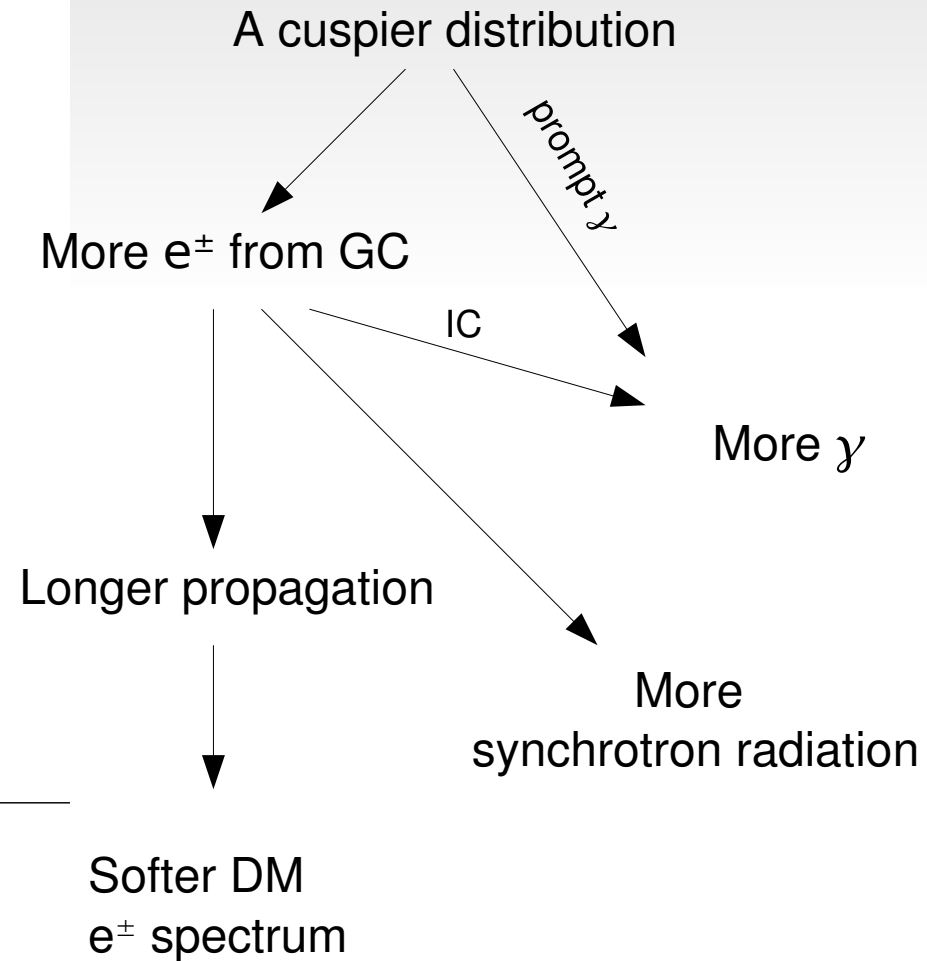 A cuspier distribution
prompt γ
More e± from GC
IC
More γ
Longer propagation
More
synchrotron radiation
Softer DM
e± spectrum